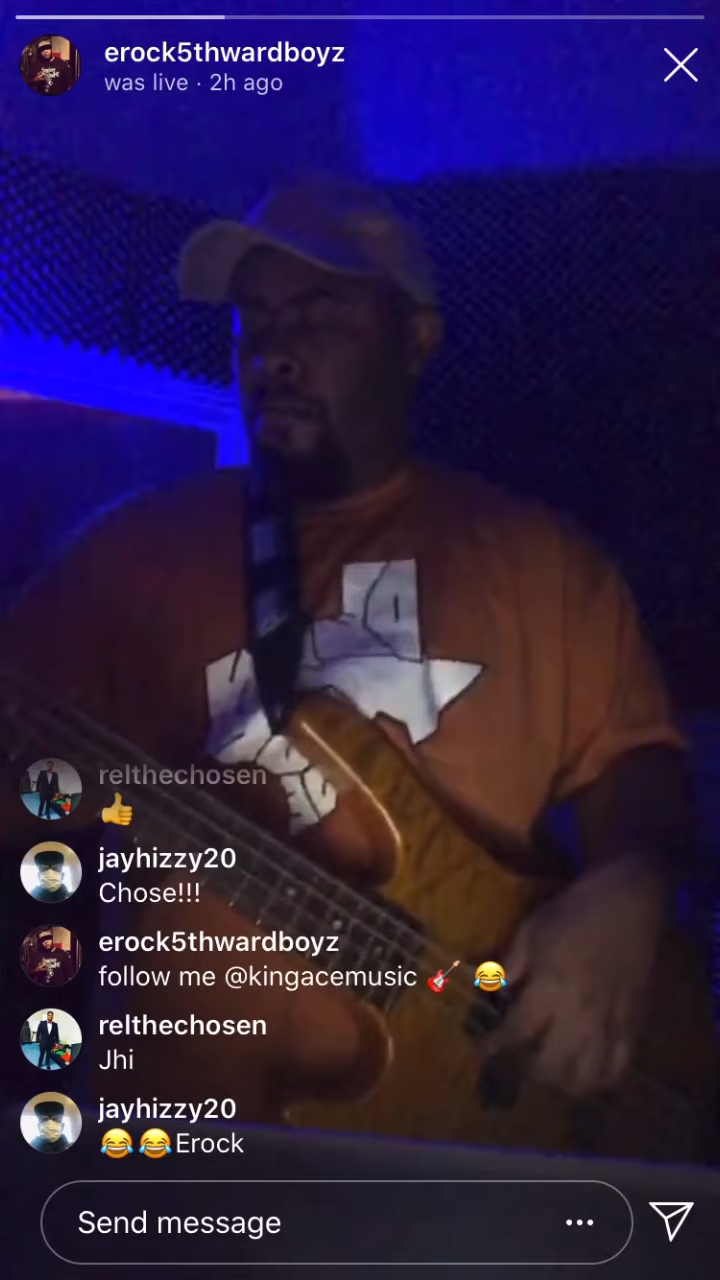 erock5thwardboyz
was live · 2h ago
relthechosen
👍
jayhizzy20
Chose!!!
erock5thwardboyz
follow me @kingacemusic 🎸 😂
relthechosen
Jhi
jayhizzy20
😂😂Erock
Send message